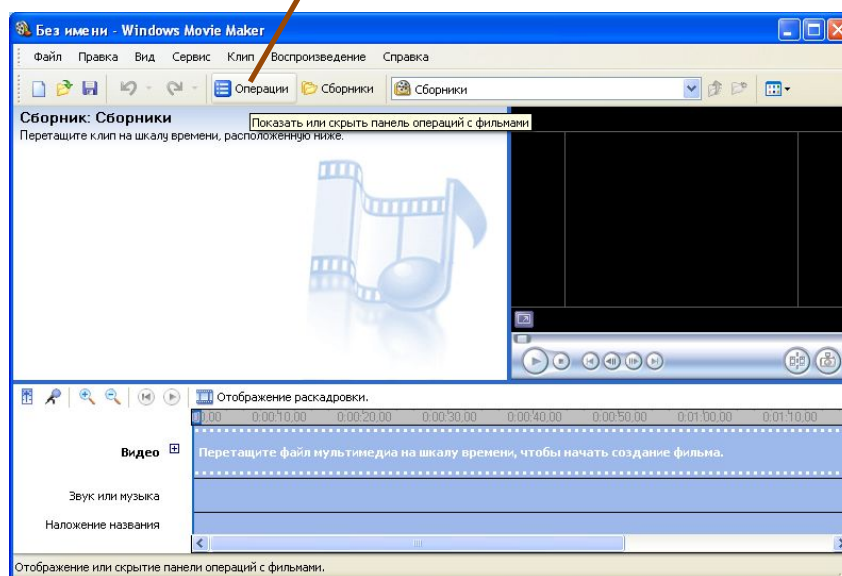 Без имени - Windows Movie Maker
Файл Правка Вид Сервис Клип Воспроизведение Справка
Операции Сборники Сборники
Сборник: Сборники
Показать или скрыть панель операций с фильмами
Перетащите клип на шкалу времени, расположенную ниже.
Отображение раскадровки.
0:00:10,00 0:00:20,00 0:00:30,00 0:00:40,00 0:00:50,00 0:01:00,00 0:01:10,00
Видео Перетащите файл мультимедиа на шкалу времени, чтобы начать создание фильма.
Звук или музыка
Наложение названия
Отображение или скрытие панели операций с фильмами.